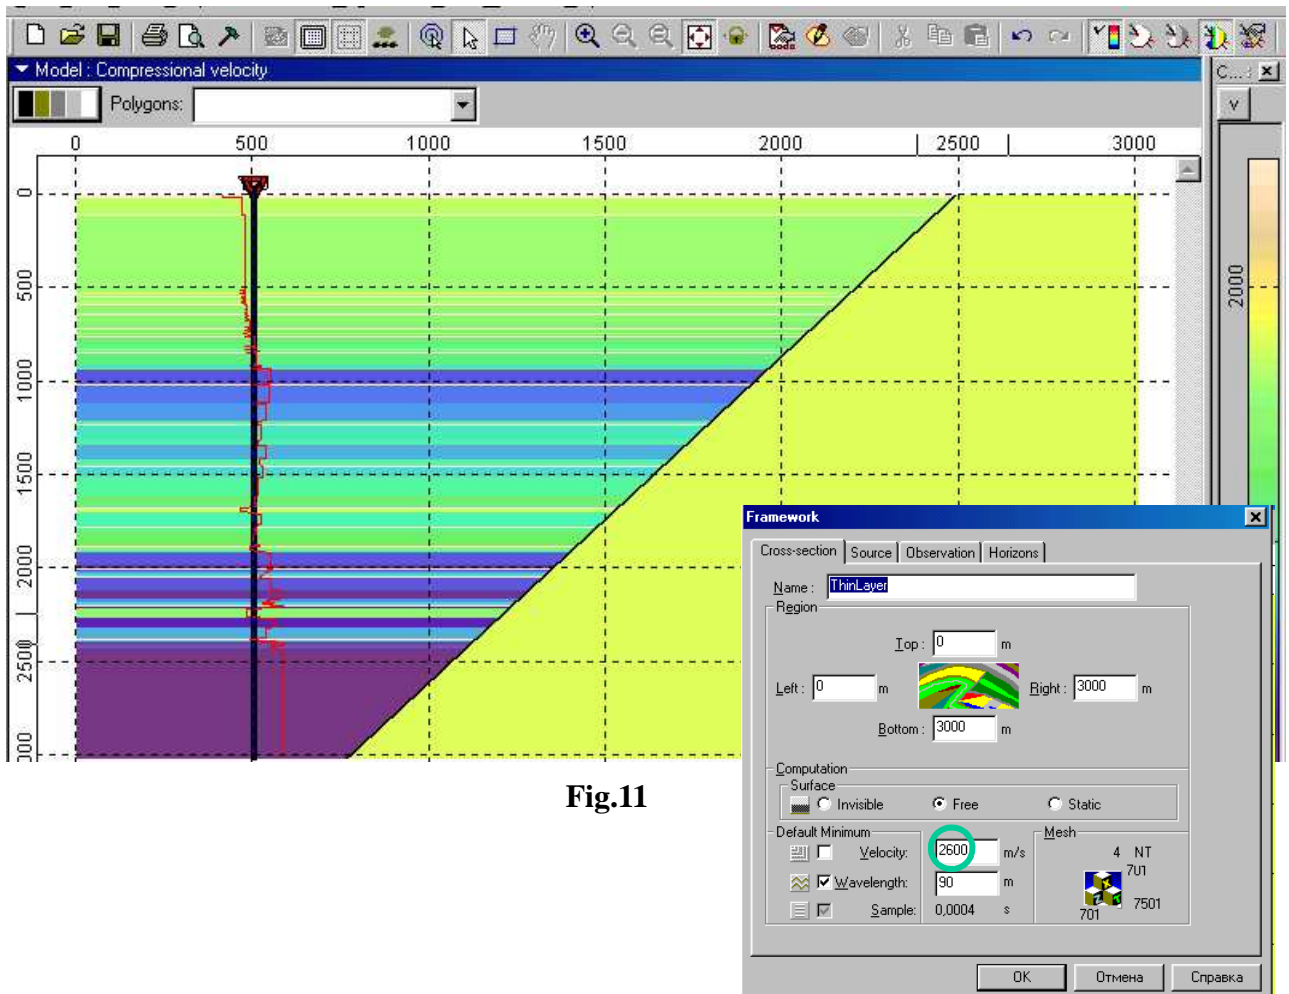 Model : Compressional velocity
C...
Polygons:
V
0 500 1000 1500 2000 2500 3000
0
500
1000
1500
2000
2500
2000
Framework
Cross-section Source Observation Horizons
Name : ThinLayer
Region
Top : 0 m
Left : 0 m Right : 3000 m
Bottom : 3000 m
Computation
Surface
Invisible Free Static
Default Minimum Mesh
Velocity: 2600 m/s 4 NT
701
Wavelength: 90 m
7501
Sample: 0,0004 s
701
OK Отмена Справка
Fig.11